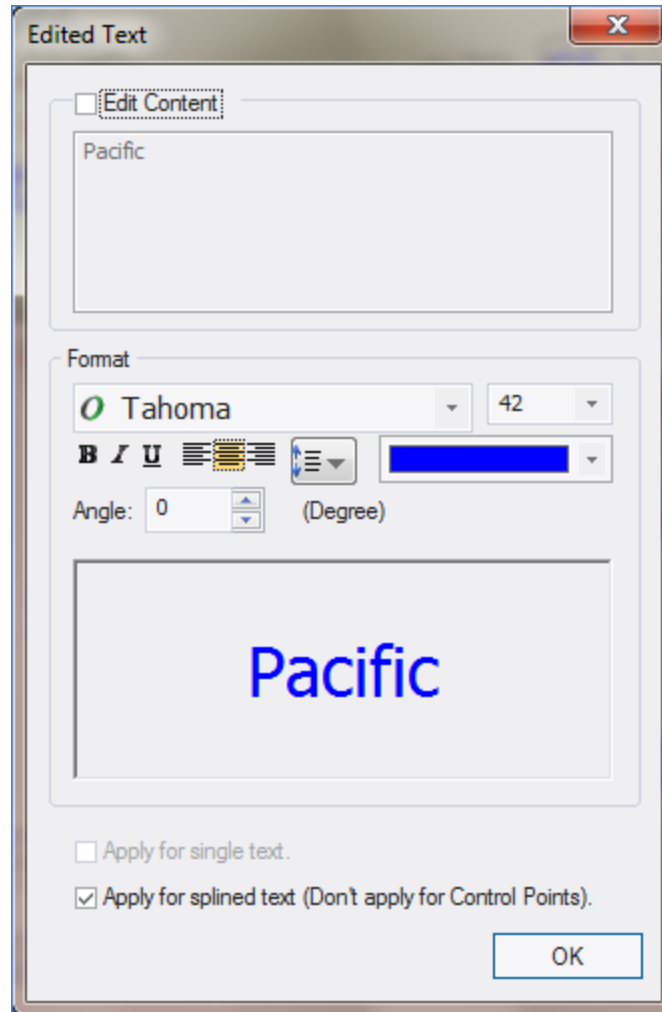 Edited Text
Edit Content
Pacific
Format
O Tahoma
42
B I U
Angle: 0 (Degree)
Pacific
Apply for single text.
Apply for splined text (Don't apply for Control Points).
OK